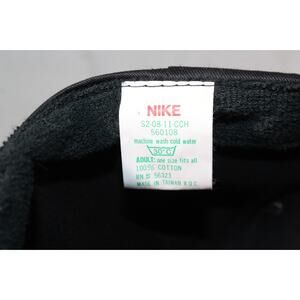 NIKE
S2-08-11-CCH
560108
machine wash cold water
30°C
ADULT: one size fits all
100% COTTON
RN # 56323
MADE IN TAIWAN R.O.C.